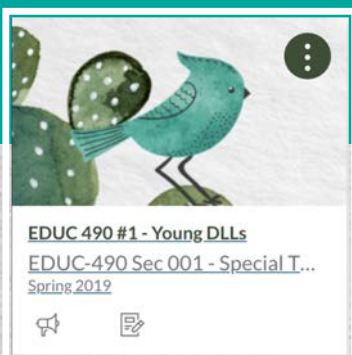 EDUC 490 #1 - Young DLLs
EDUC-490 Sec 001 - Special T...
Spring 2019